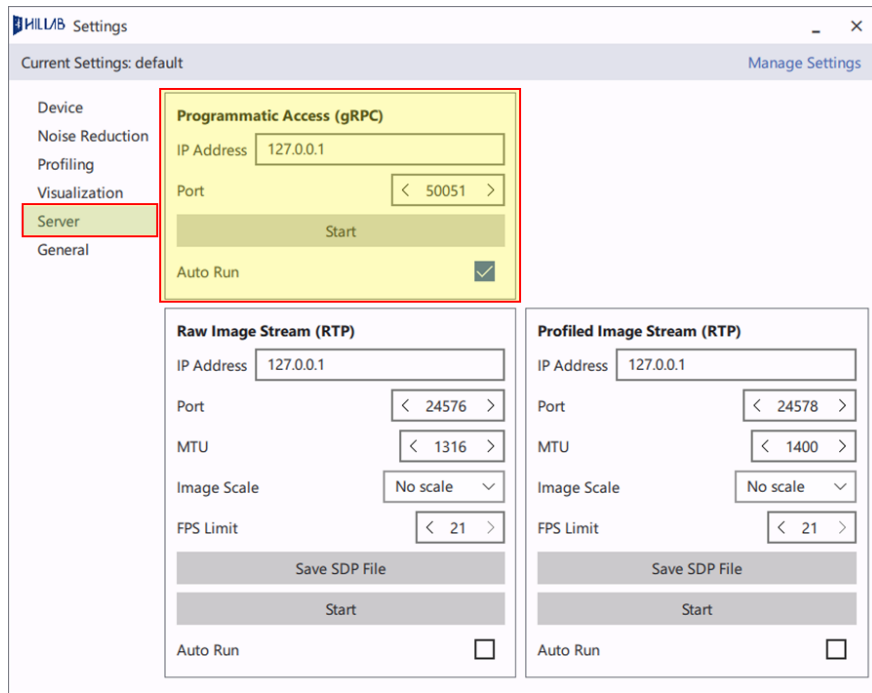 HILLAB Settings
Current Settings: default Manage Settings
Device
Noise Reduction
Profiling
Visualization
Server
General
Programmatic Access (gRPC)
IP Address 127.0.0.1
Port 50051
Start
Auto Run
Raw Image Stream (RTP)
IP Address 127.0.0.1
Port 24576
MTU 1316
Image Scale No scale
FPS Limit 21
Save SDP File
Start
Auto Run
Profiled Image Stream (RTP)
IP Address 127.0.0.1
Port 24578
MTU 1400
Image Scale No scale
FPS Limit 21
Save SDP File
Start
Auto Run